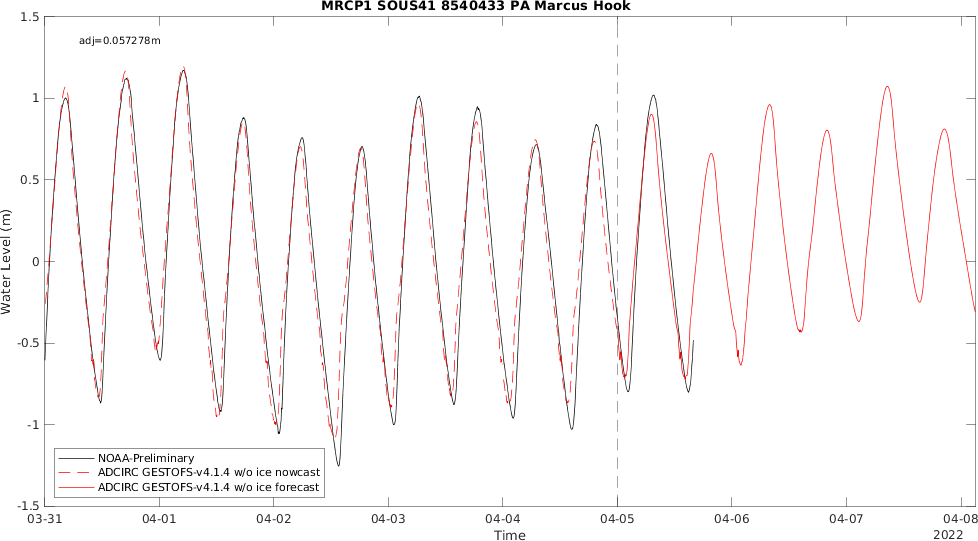 MRCP1 SOUS41 8540433 PA Marcus Hook
adj=0.057278m
1.5
1
0.5
0
-0.5
-1
-1.5
Water Level (m)
NOAA-Preliminary
ADCIRC GESTOFS-v4.1.4 w/o ice nowcast
ADCIRC GESTOFS-v4.1.4 w/o ice forecast
03-31 04-01 04-02 04-03 04-04 04-05 04-06 04-07 04-08
Time
2022